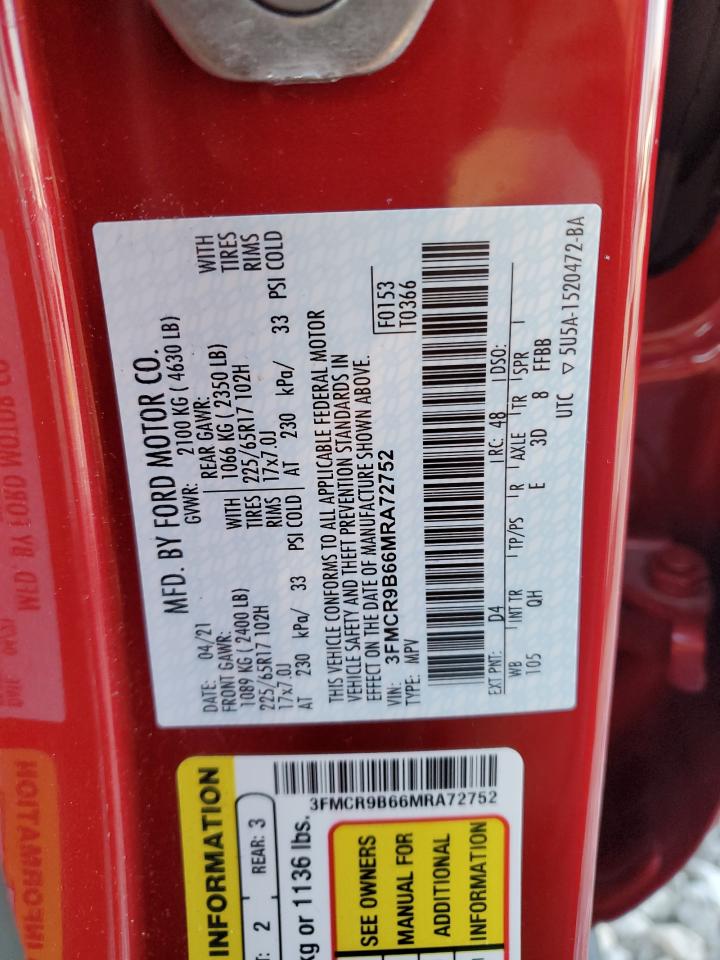 MFD. BY FORD MOTOR CO.
DATE: 04/21 GVWR: 2100 KG ( 4630 LB)
FRONT GAWR: REAR GAWR:
1089 KG ( 2400 LB) WITH 1066 KG ( 2350 LB) WITH
225/65R17 102H TIRES 225/65R17 102H TIRES
17x7.0J RIMS 17x7.0J RIMS
AT 230 kPa/ 33 PSI COLD AT 230 kPa/ 33 PSI COLD
THIS VEHICLE CONFORMS TO ALL APPLICABLE FEDERAL MOTOR
VEHICLE SAFETY AND THEFT PREVENTION STANDARDS IN
EFFECT ON THE DATE OF MANUFACTURE SHOWN ABOVE.
VIN: 3FMCR9B66MRA72752 F0153
TYPE: MPV T0366
EXT PNT: D4 RC: 48 DSO:
WB INT TR TP/PS R AXLE TR SPR
105 QH E 3D 8 FFBB
UTC ▽ 5U5A-1520472-BA
INFORMATION
2 REAR: 3
kg or 1136 lbs.
3FMCR9B66MRA72752
SEE OWNERS
MANUAL FOR
ADDITIONAL
INFORMATION